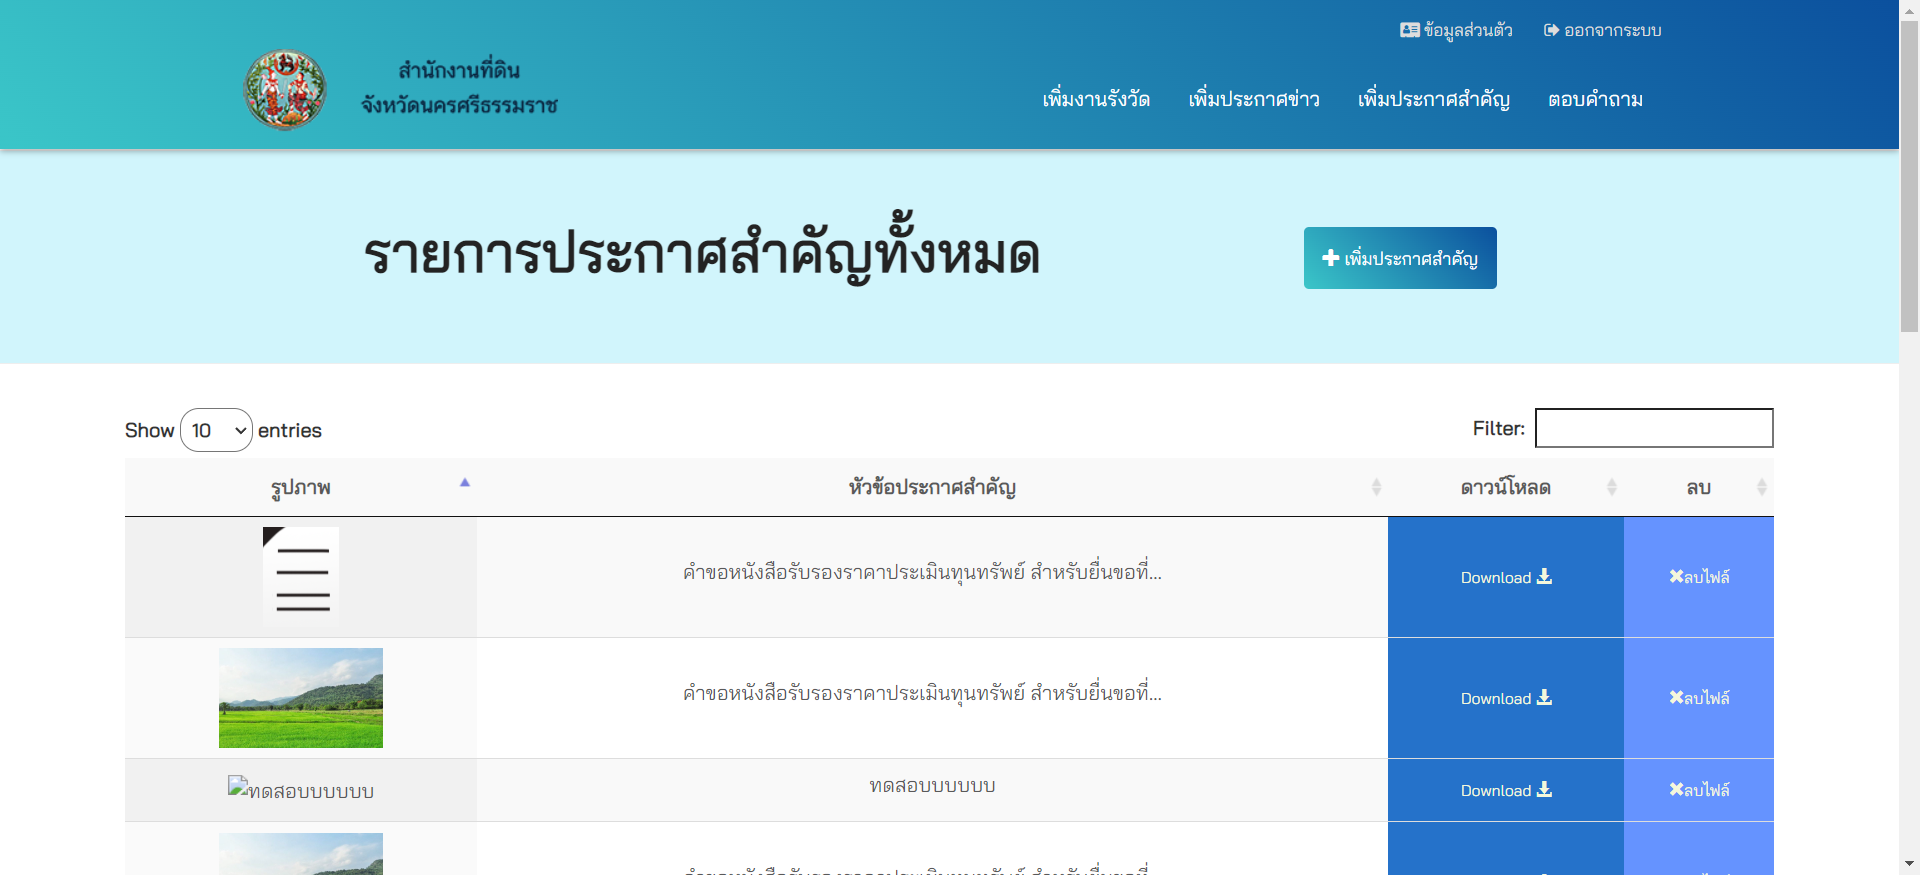 ข้อมูลส่วนตัว ออกจากระบบ
สำนักงานที่ดิน
จังหวัดนครศรีธรรมราช
เพิ่มงานรังวัด เพิ่มประกาศข่าว เพิ่มประกาศสำคัญ ตอบคำถาม
รายการประกาศสำคัญทั้งหมด
เพิ่มประกาศสำคัญ
Show 10 entries
Filter:
รูปภาพ หัวข้อประกาศสำคัญ ดาวน์โหลด ลบ
คำขอหนังสือรับรองราคาประเมินทุนทรัพย์ สำหรับยื่นขอที่... Download ลบไฟล์
คำขอหนังสือรับรองราคาประเมินทุนทรัพย์ สำหรับยื่นขอที่... Download ลบไฟล์
ทดสอบบบบบบ ทดสอบบบบบบ Download ลบไฟล์